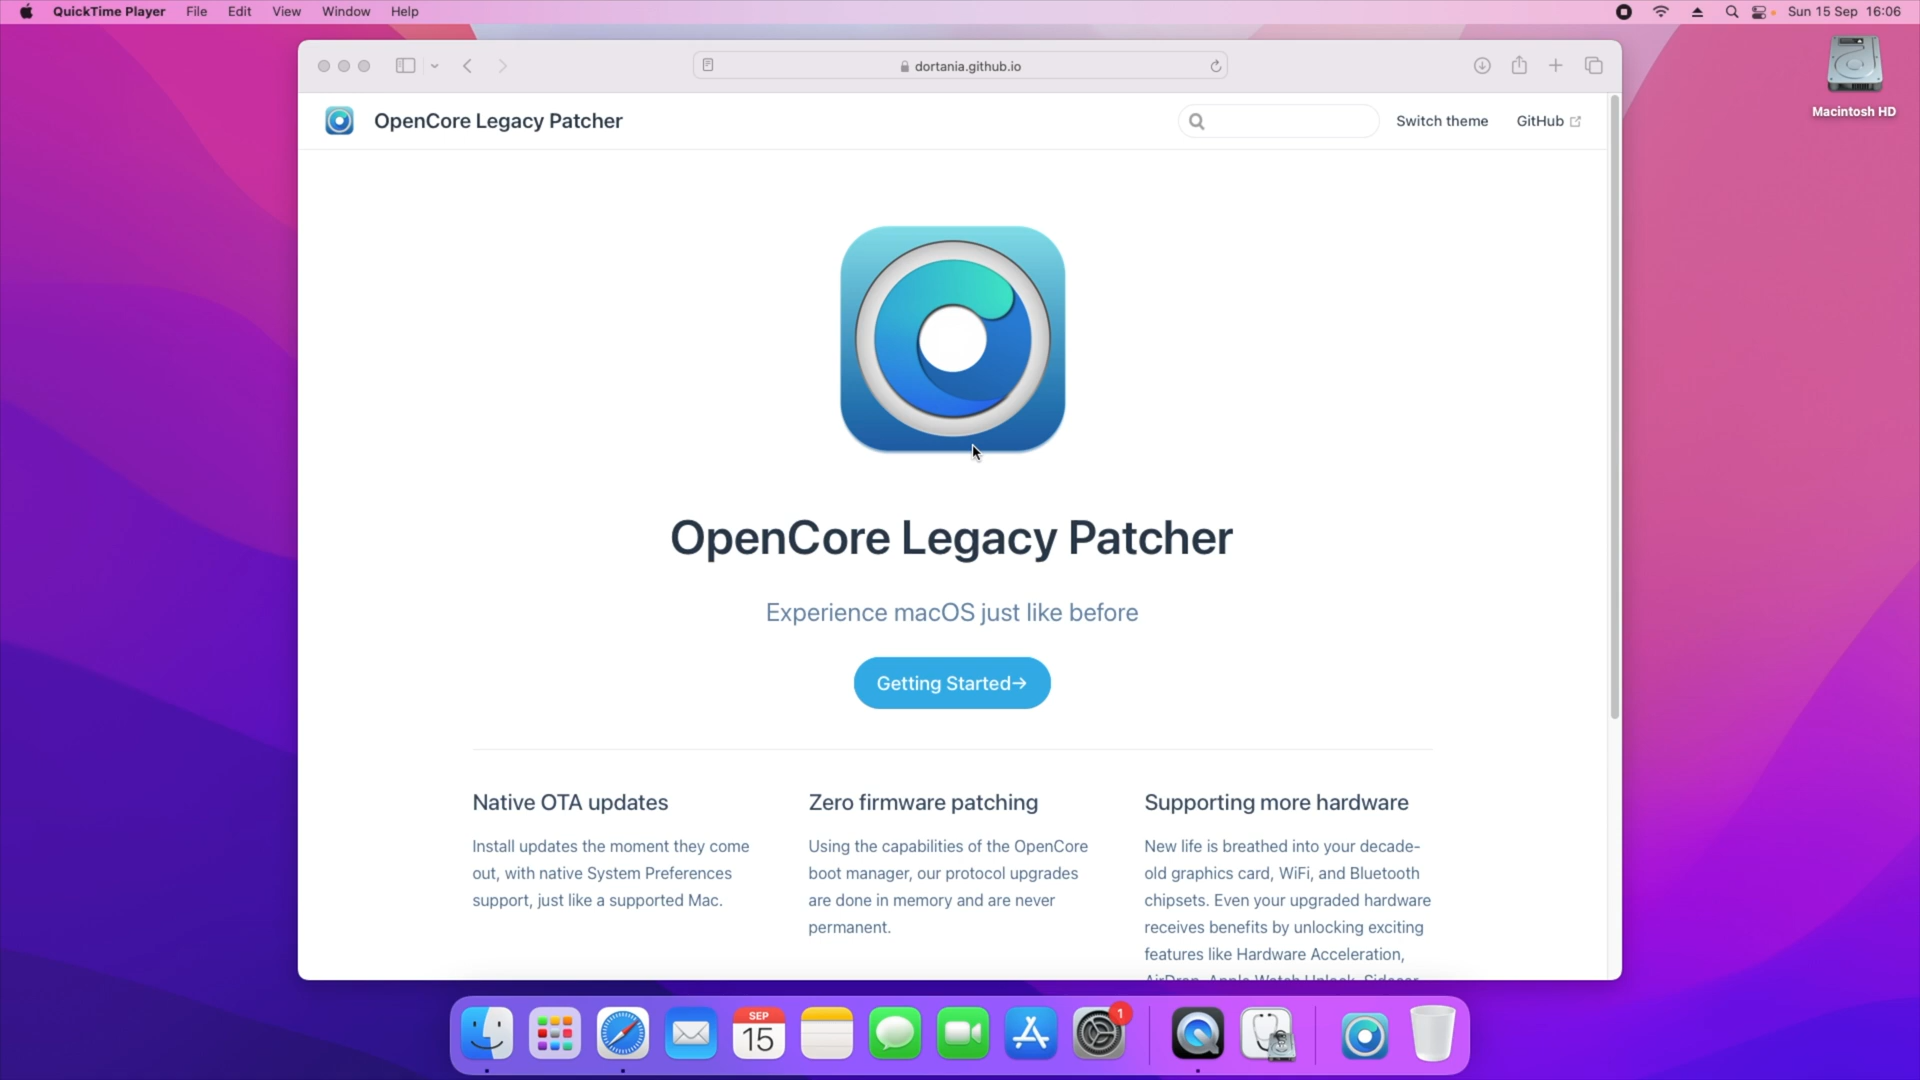 QuickTime Player File Edit View Window Help Sun 15 Sep 16:06
dortania.github.io
Macintosh HD
OpenCore Legacy Patcher Switch theme GitHub
OpenCore Legacy Patcher
Experience macOS just like before
Getting Started→
Native OTA updates
Install updates the moment they come
out, with native System Preferences
support, just like a supported Mac.
Zero firmware patching
Using the capabilities of the OpenCore
boot manager, our protocol upgrades
are done in memory and are never
permanent.
Supporting more hardware
New life is breathed into your decade-
old graphics card, WiFi, and Bluetooth
chipsets. Even your upgraded hardware
receives benefits by unlocking exciting
features like Hardware Acceleration,
AirDrop, Apple Watch Unlock, Sidecar
SEP
15
1